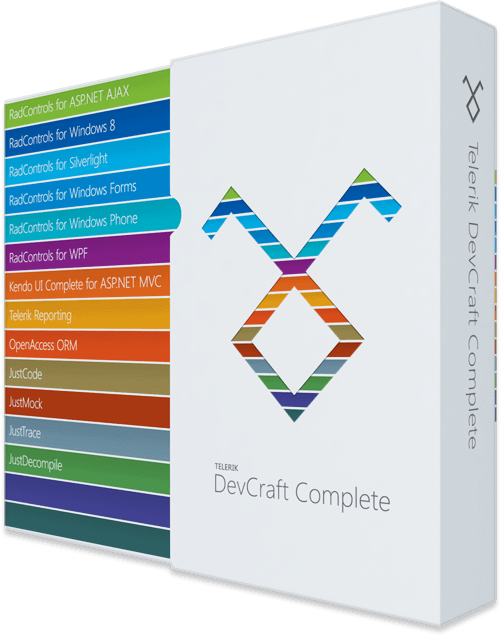 RadControls for ASP.NET AJAX
RadControls for Windows 8
RadControls for Silverlight
RadControls for Windows Forms
RadControls for Windows Phone
RadControls for WPF
Kendo UI Complete for ASP.NET MVC
Telerik Reporting
OpenAccess ORM
JustCode
JustMock
JustTrace
JustDecompile
TELERIK
DevCraft Complete
Telerik DevCraft Complete